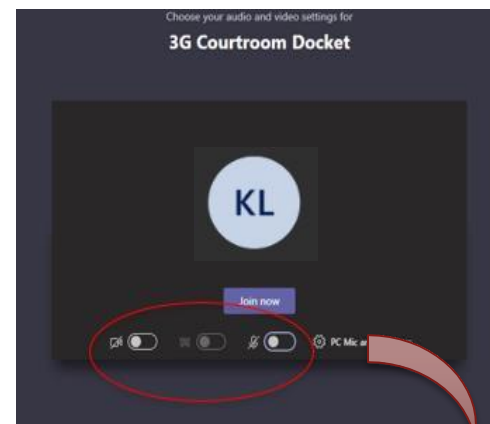 Choose your audio and video settings for
3G Courtroom Docket
KL
Join now
PC Mic